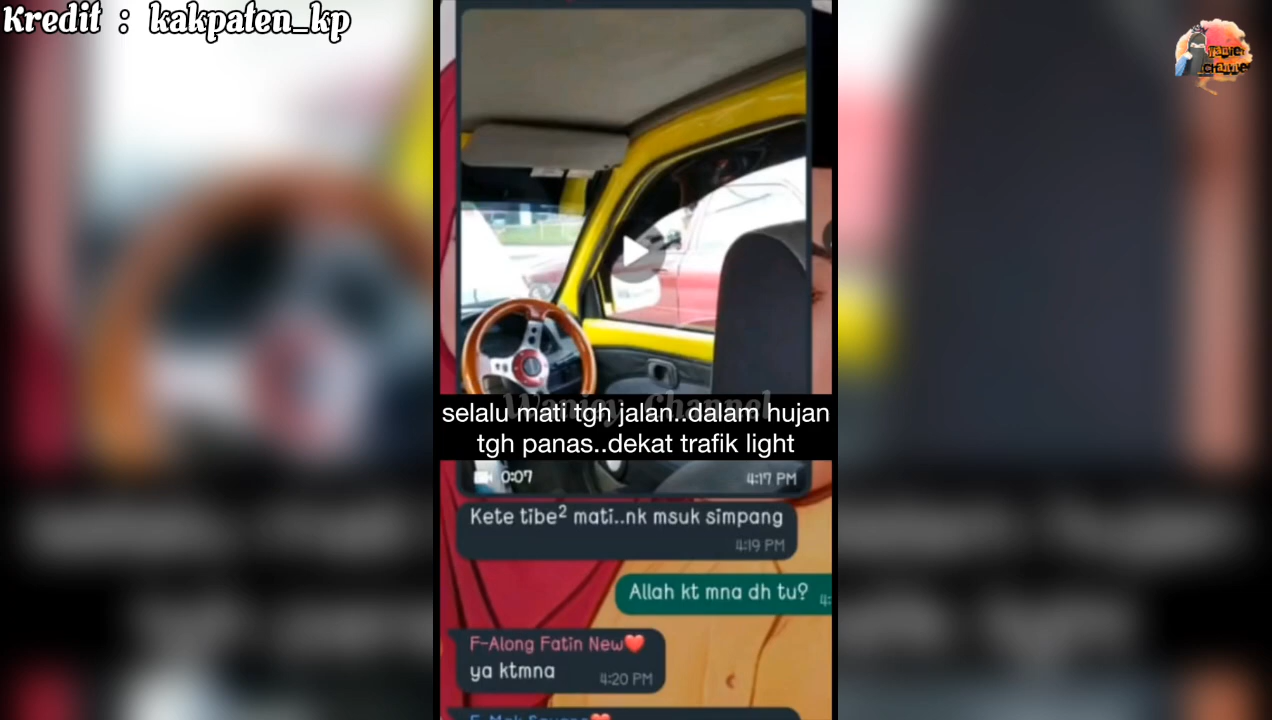 Kredit : kakpaten_kp
Waniey Channel
selalu mati tgh jalan..dalam hujan
tgh panas..dekat trafik light
0:07
4:17 PM
Kete tibe² mati..nk msuk simpang
4:19 PM
Allah kt mna dh tu?
F-Along Fatin New❤️
ya ktmna
4:20 PM